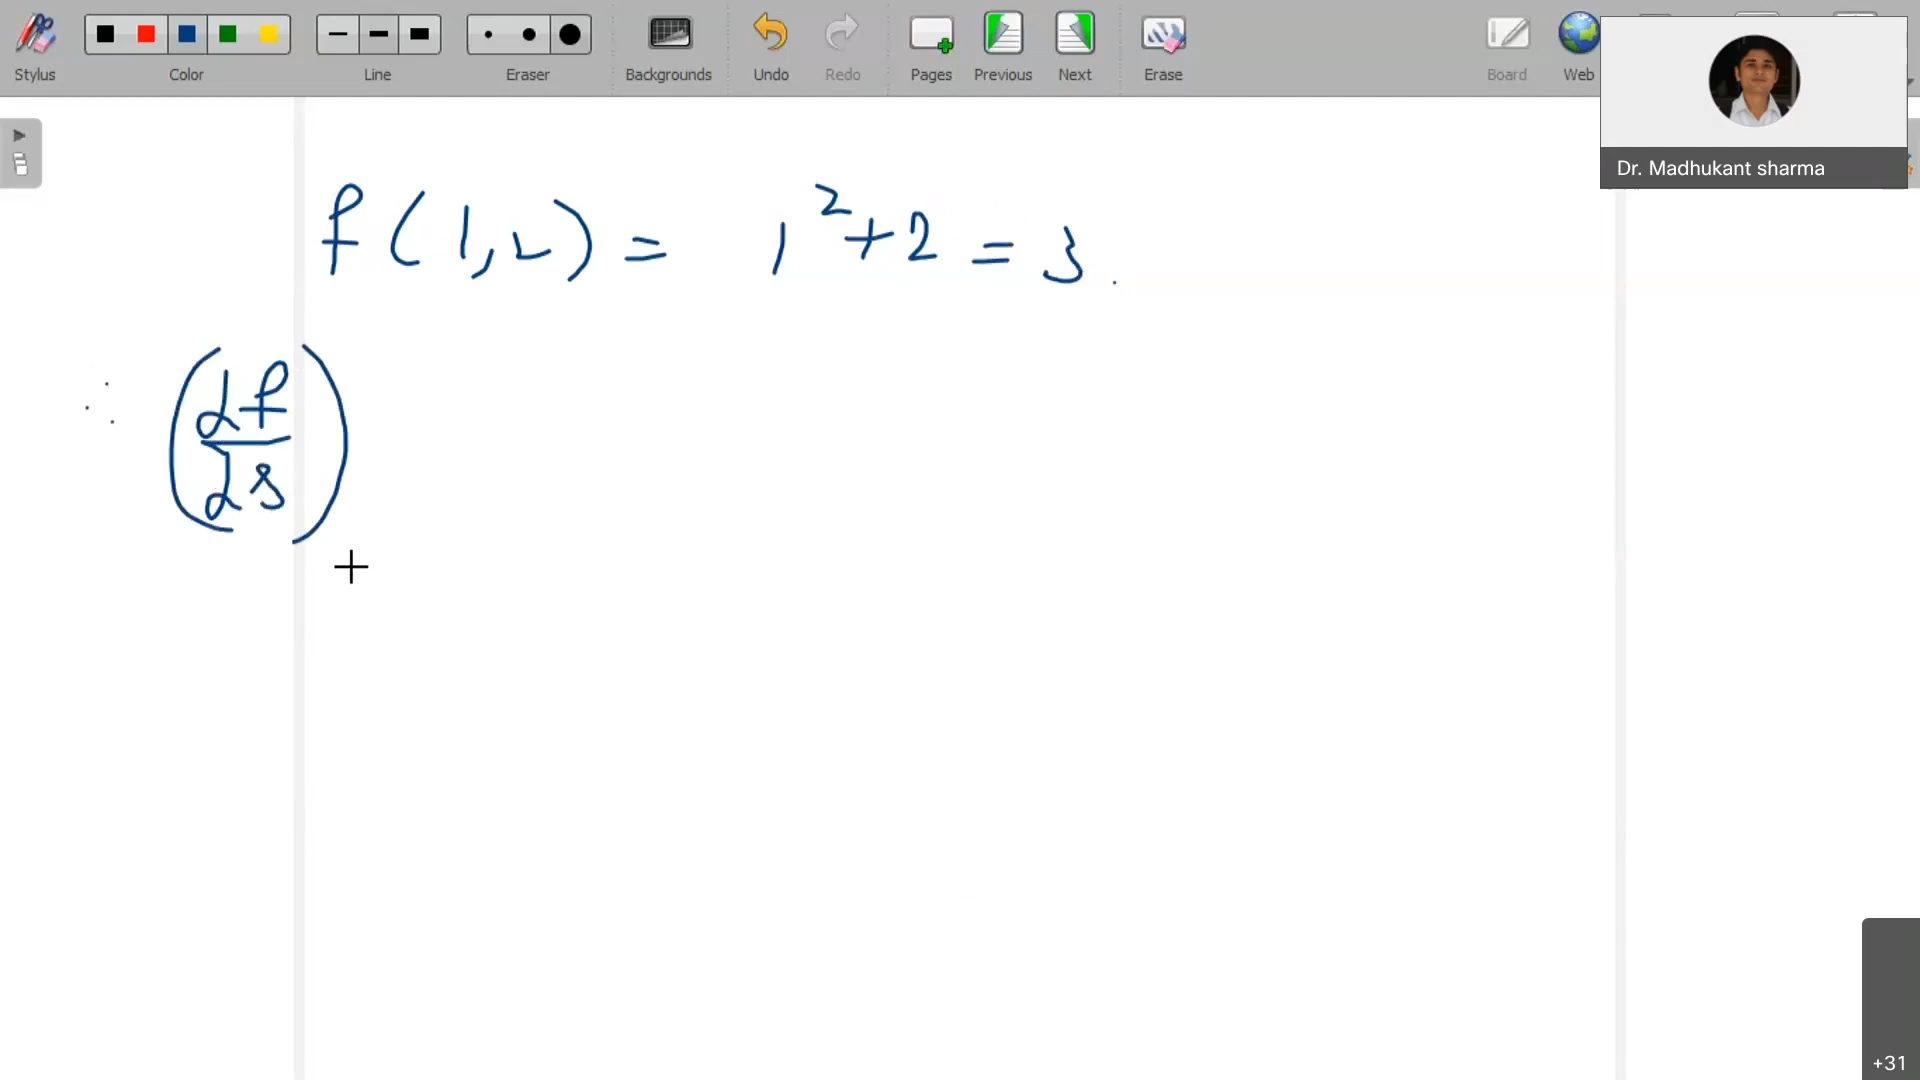 Stylus Color Line Eraser Backgrounds Undo Redo Pages Previous Next Erase Board Web
Dr. Madhukant sharma
f(1,2) = 1²+2 = 3.
∴ (df/ds)
+31